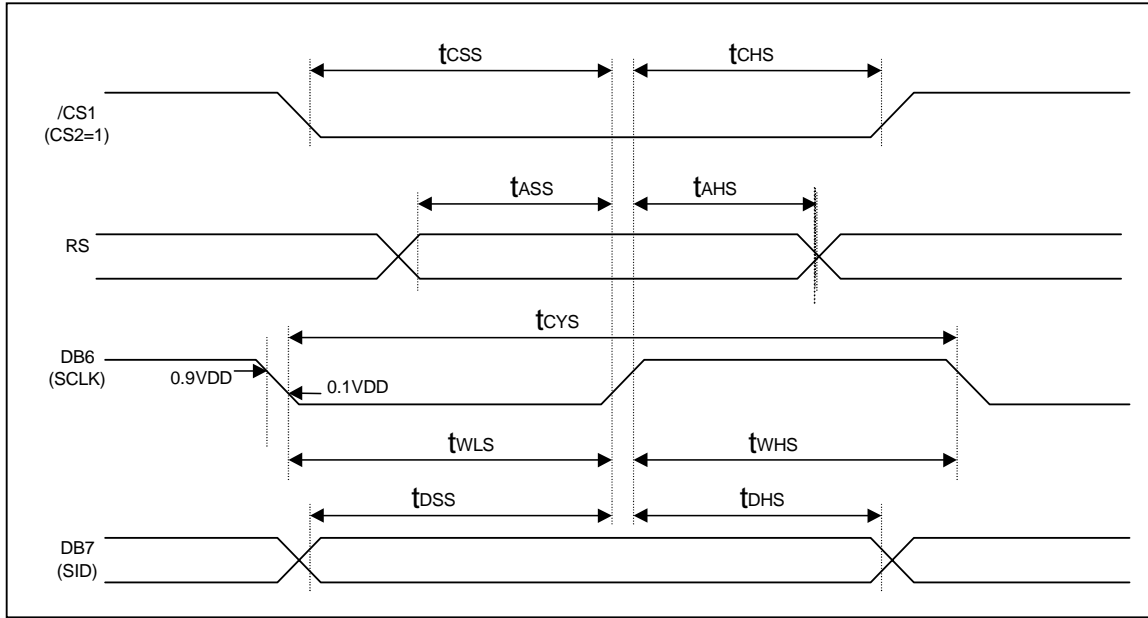 tCSS
tCHS
/CS1
(CS2=1)
tASS
tAHS
RS
tCYS
DB6
(SCLK)
0.9VDD
0.1VDD
tWLS
tWHS
tDSS
tDHS
DB7
(SID)